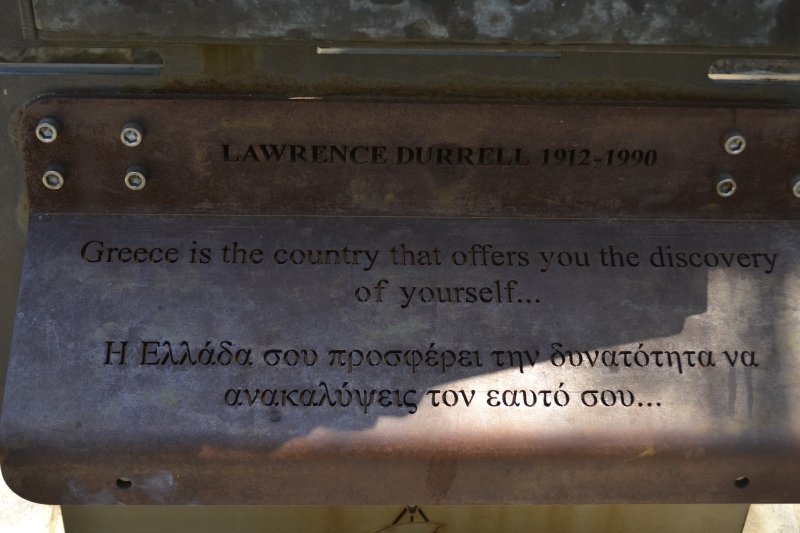 LAWRENCE DURRELL 1912-1990
Greece is the country that offers you the discovery
of yourself...
Η Ελλάδα σου προσφέρει την δυνατότητα να
ανακαλύψεις τον εαυτό σου...